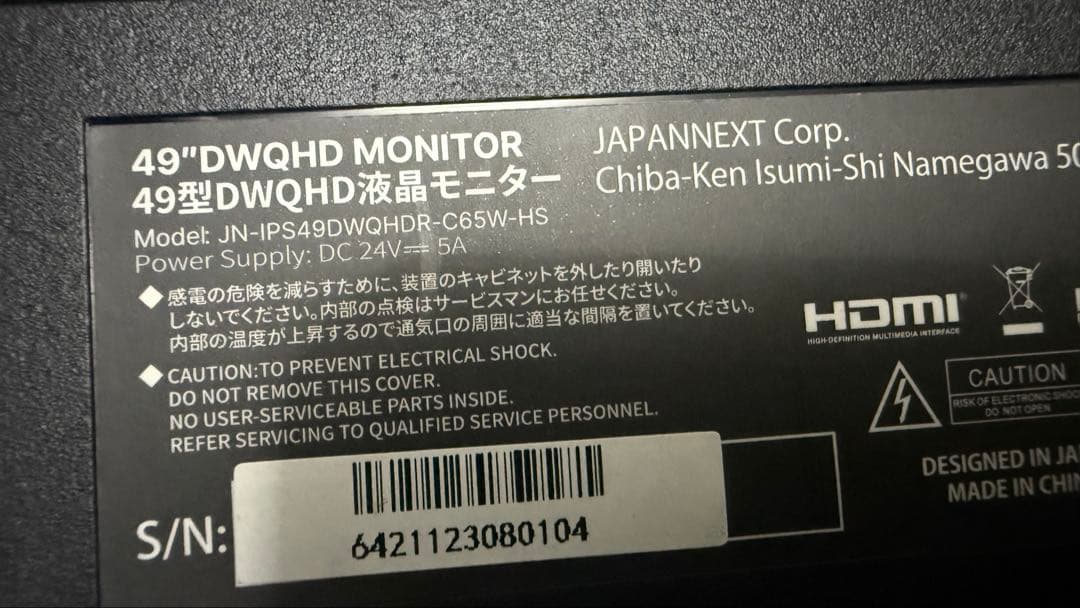 49"DWQHD MONITOR
49型DWQHD液晶モニター
Model: JN-IPS49DWQHDR-C65W-HS
Power Supply: DC 24V⎓ 5A
JAPANNEXT Corp.
Chiba-Ken Isumi-Shi Namegawa 50
◆ 感電の危険を減らすために、装置のキャビネットを外したり開いたり
しないでください。内部の点検はサービスマンにお任せください。
内部の温度が上昇するので通気口の周囲に適当な間隔を置いてください。
◆ CAUTION:TO PREVENT ELECTRICAL SHOCK.
DO NOT REMOVE THIS COVER.
NO USER-SERVICEABLE PARTS INSIDE.
REFER SERVICING TO QUALIFIED SERVICE PERSONNEL.
HDMI
HIGH-DEFINITION MULTIMEDIA INTERFACE
CAUTION
RISK OF ELECTRONIC SHOC
DO NOT OPEN
DESIGNED IN JA
MADE IN CHIN
S/N:
6421123080104